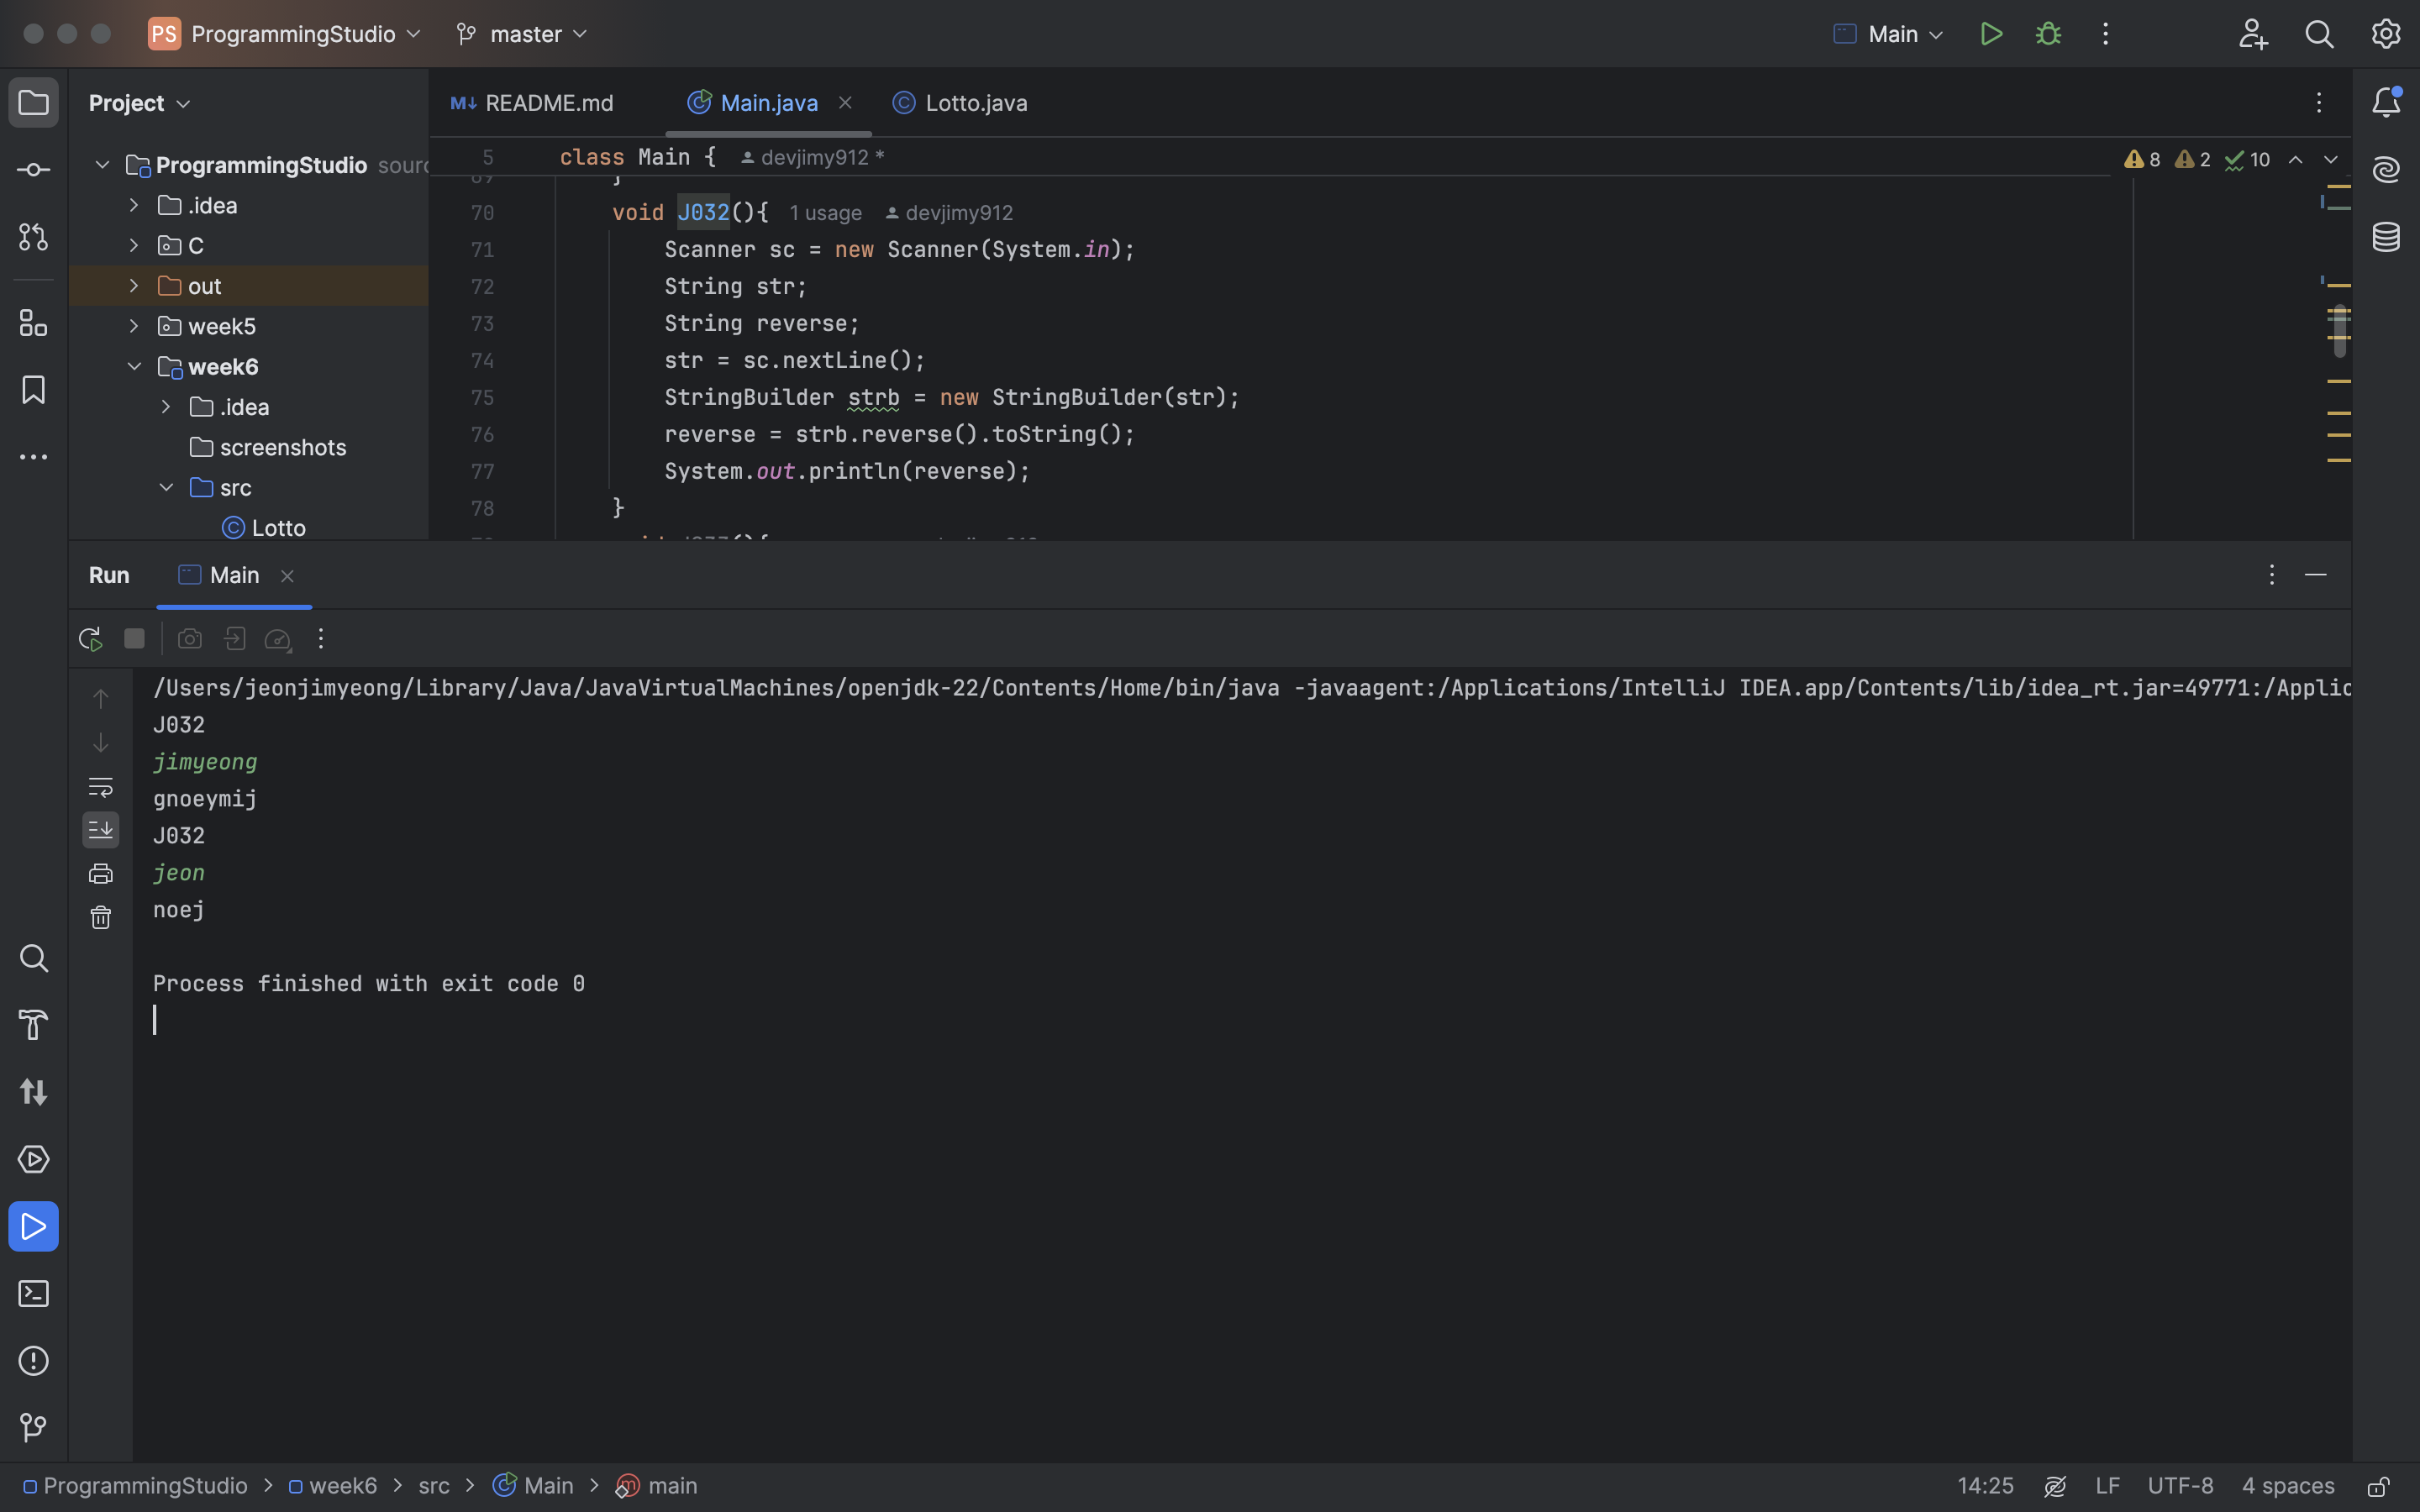 PS ProgrammingStudio master Main
Project
README.md Main.java Lotto.java
ProgrammingStudio sourc
.idea
C
out
week5
week6
.idea
screenshots
src
Lotto
5 class Main { devjimy912 * 8 2 10
69 }
70 void J032(){ 1 usage devjimy912
71 Scanner sc = new Scanner(System.in);
72 String str;
73 String reverse;
74 str = sc.nextLine();
75 StringBuilder strb = new StringBuilder(str);
76 reverse = strb.reverse().toString();
77 System.out.println(reverse);
78 }
Run Main
/Users/jeonjimyeong/Library/Java/JavaVirtualMachines/openjdk-22/Contents/Home/bin/java -javaagent:/Applications/IntelliJ IDEA.app/Contents/lib/idea_rt.jar=49771:/Applic
J032
jimyeong
gnoeymij
J032
jeon
noej
Process finished with exit code 0
ProgrammingStudio > week6 > src > Main > main 14:25 LF UTF-8 4 spaces